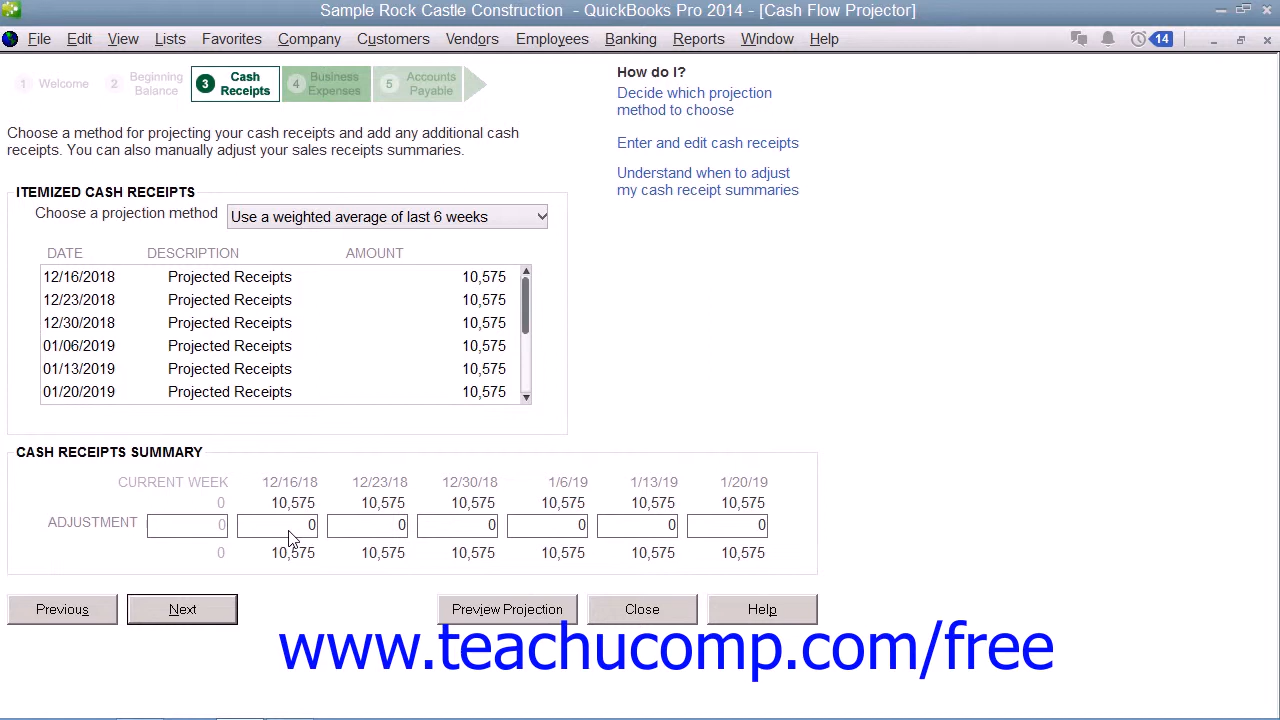 Sample Rock Castle Construction - QuickBooks Pro 2014 - [Cash Flow Projector]
File Edit View Lists Favorites Company Customers Vendors Employees Banking Reports Window Help 14
1 Welcome 2 Beginning Balance 3 Cash Receipts 4 Business Expenses 5 Accounts Payable
How do I?
Decide which projection
method to choose
Enter and edit cash receipts
Understand when to adjust
my cash receipt summaries
Choose a method for projecting your cash receipts and add any additional cash
receipts. You can also manually adjust your sales receipts summaries.
ITEMIZED CASH RECEIPTS
Choose a projection method Use a weighted average of last 6 weeks
DATE DESCRIPTION AMOUNT
12/16/2018 Projected Receipts 10,575
12/23/2018 Projected Receipts 10,575
12/30/2018 Projected Receipts 10,575
01/06/2019 Projected Receipts 10,575
01/13/2019 Projected Receipts 10,575
01/20/2019 Projected Receipts 10,575
CASH RECEIPTS SUMMARY
CURRENT WEEK 12/16/18 12/23/18 12/30/18 1/6/19 1/13/19 1/20/19
0 10,575 10,575 10,575 10,575 10,575 10,575
ADJUSTMENT 0 0 0 0 0 0 0
0 10,575 10,575 10,575 10,575 10,575 10,575
Previous Next Preview Projection Close Help
www.teachucomp.com/free